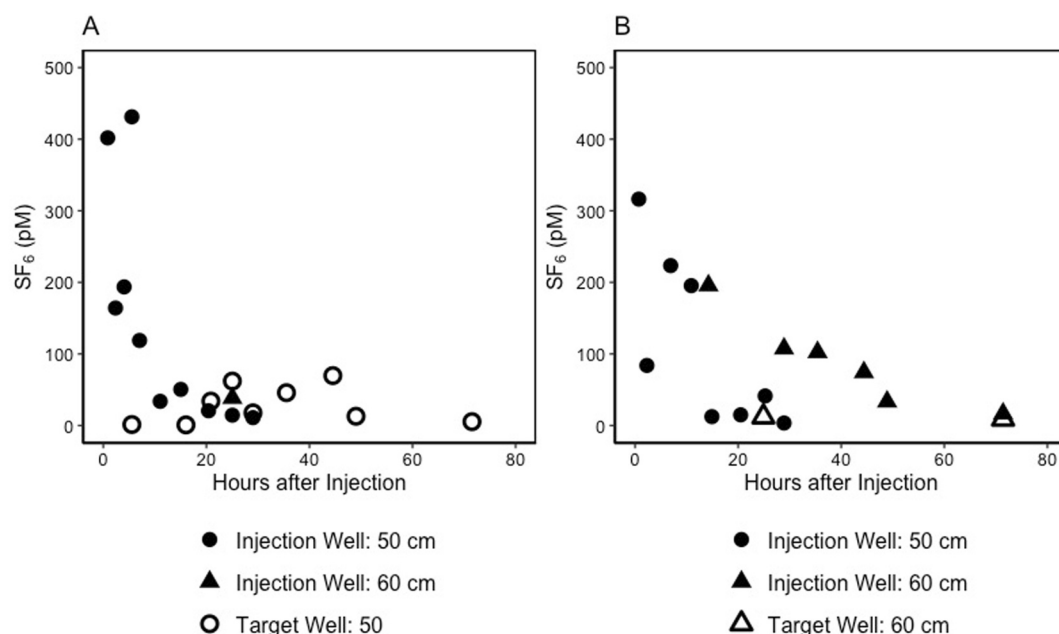 A
B
500
400
300
200
100
0
SF6 (pM)
0 20 40 60 80
Hours after Injection
500
400
300
200
100
0
SF6 (pM)
0 20 40 60 80
Hours after Injection
Injection Well: 50 cm
Injection Well: 60 cm
Target Well: 50
Injection Well: 50 cm
Injection Well: 60 cm
Target Well: 60 cm